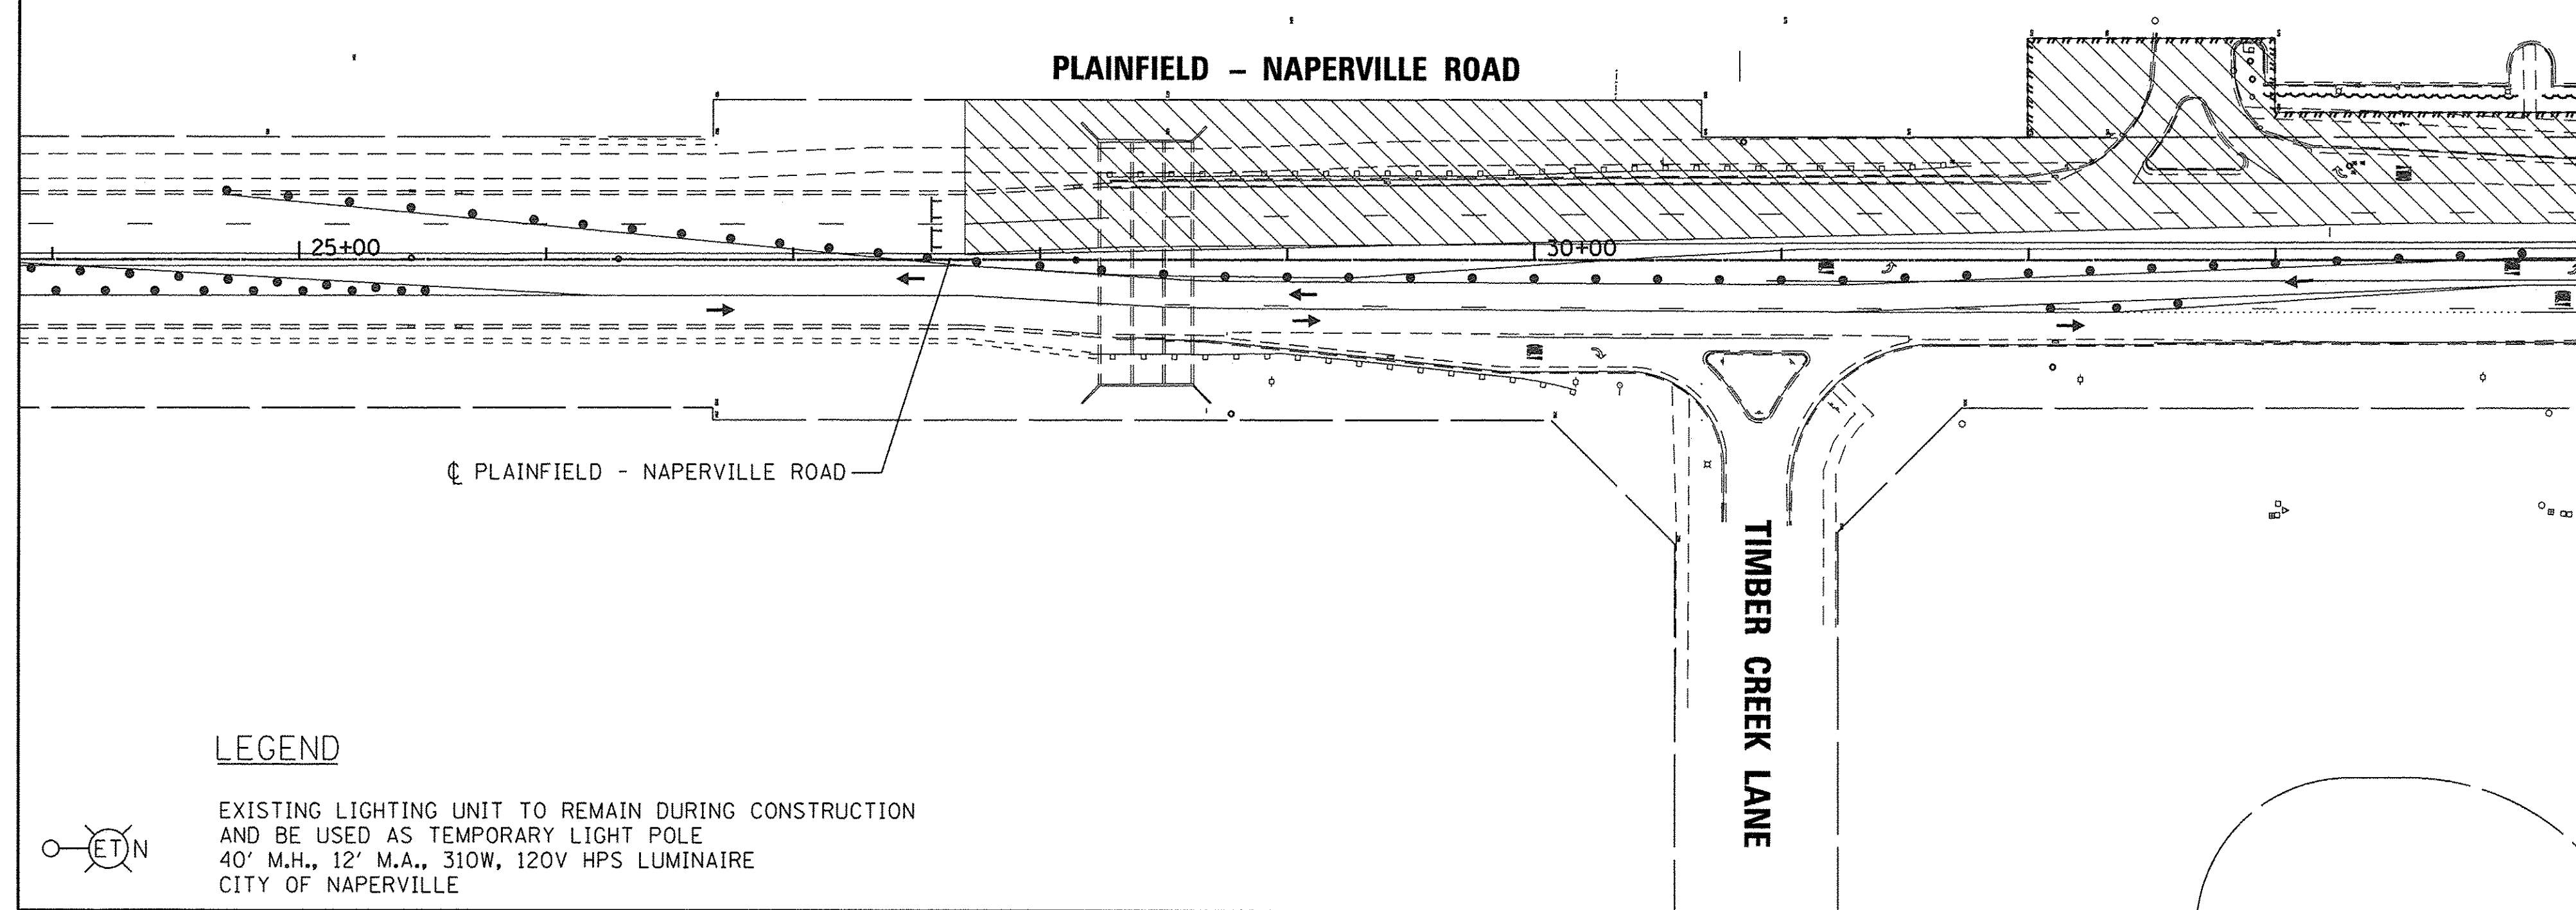 PLAINFIELD – NAPERVILLE ROAD
25+00
30+00
℄ PLAINFIELD - NAPERVILLE ROAD
TIMBER CREEK LANE
LEGEND
ET N
EXISTING LIGHTING UNIT TO REMAIN DURING CONSTRUCTION
AND BE USED AS TEMPORARY LIGHT POLE
40' M.H., 12' M.A., 310W, 120V HPS LUMINAIRE
CITY OF NAPERVILLE